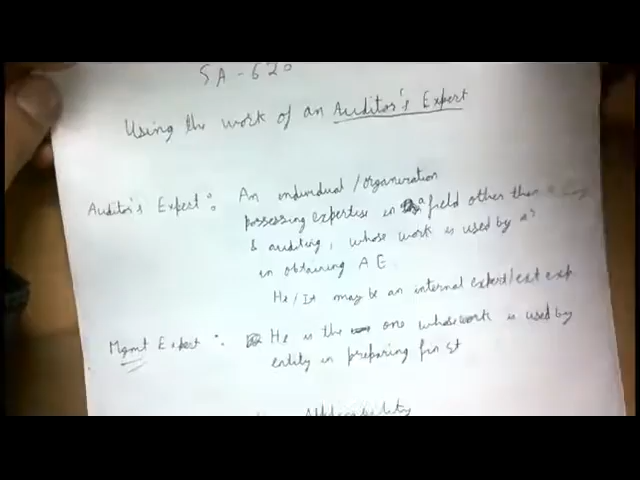 SA - 620
Using the work of an Auditor's Expert
Auditor's Expert : An individual / organization
possessing expertise in a field other than a
& auditing, whose work is used by a'r
in obtaining A E
He / It may be an internal expert / ext exp
Mgmt Expert : He is the one whose work is used by
entity in preparing fin st
Applicability